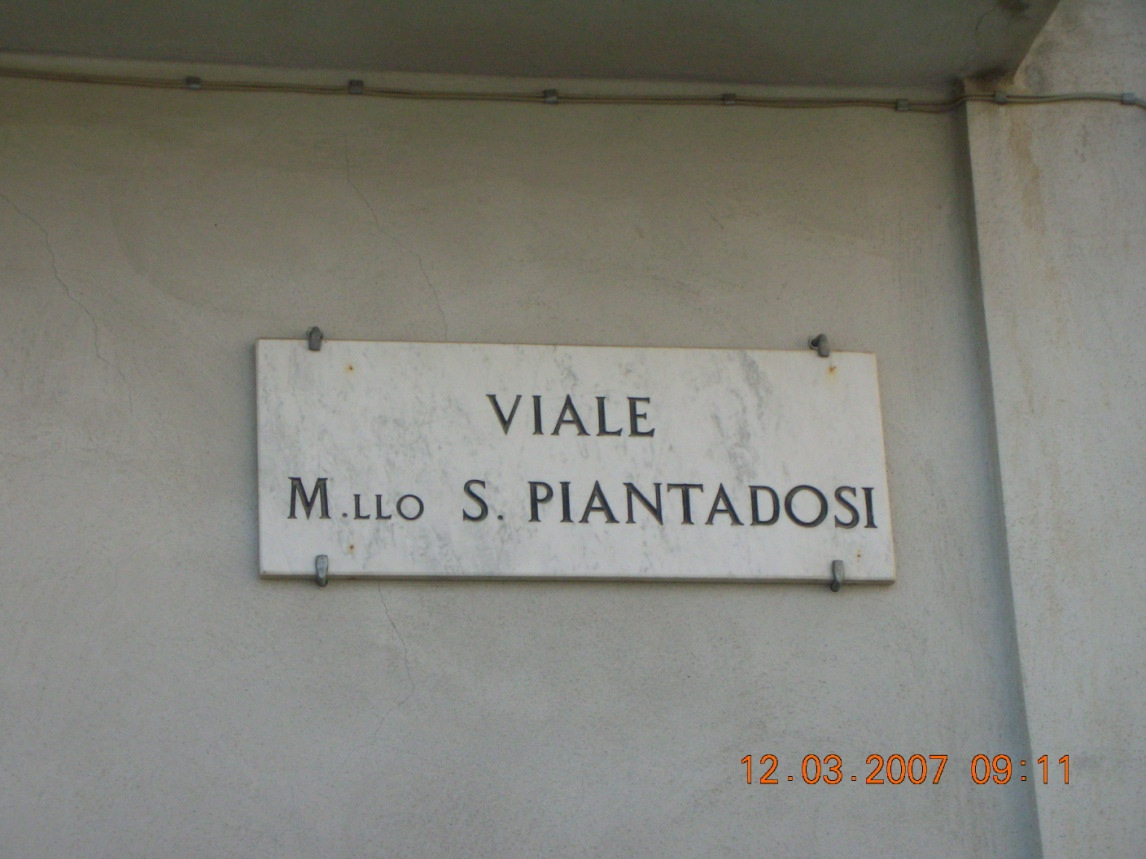 VIALE
M.LLO S. PIANTADOSI
12.03.2007 09:11